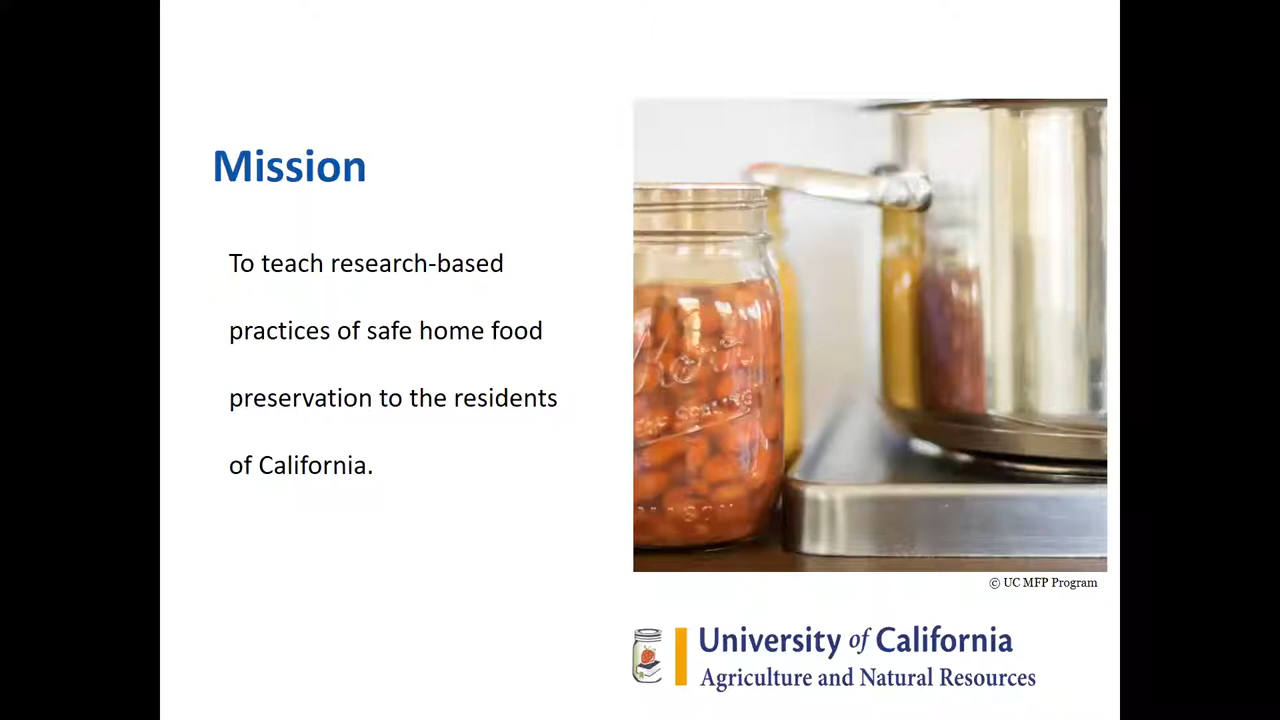 Mission
To teach research-based
practices of safe home food
preservation to the residents
of California.
Kerr
© UC MFP Program
University of California
Agriculture and Natural Resources